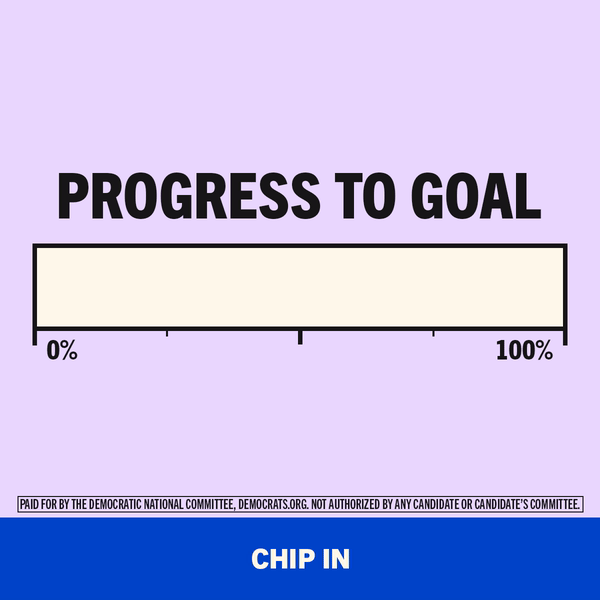 PROGRESS TO GOAL
0% 100%
PAID FOR BY THE DEMOCRATIC NATIONAL COMMITTEE, DEMOCRATS.ORG. NOT AUTHORIZED BY ANY CANDIDATE OR CANDIDATE'S COMMITTEE.
CHIP IN